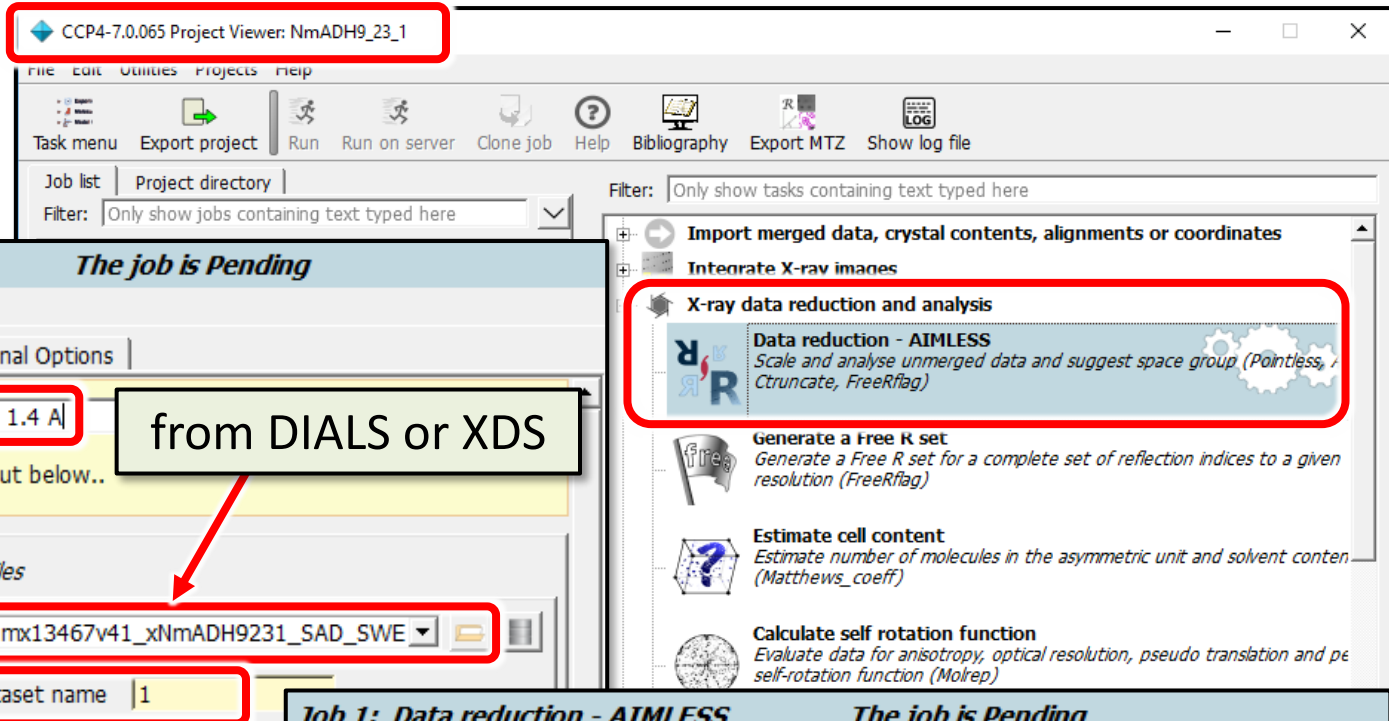 CCP4-7.0.065 Project Viewer: NmADH9_23_1
File Edit Utilities Projects Help
Task menu Export project Run Run on server Clone job Help Bibliography Export MTZ Show log file
Job list Project directory
Filter: Only show jobs containing text typed here
Filter: Only show tasks containing text typed here
Import merged data, crystal contents, alignments or coordinates
Integrate X-ray images
X-ray data reduction and analysis
Data reduction - AIMLESS
Scale and analyse unmerged data and suggest space group (Pointless, A
Ctruncate, FreeRflag)
Generate a Free R set
Generate a Free R set for a complete set of reflection indices to a given
resolution (FreeRflag)
Estimate cell content
Estimate number of molecules in the asymmetric unit and solvent conten
(Matthews_coeff)
Calculate self rotation function
Evaluate data for anisotropy, optical resolution, pseudo translation and pe
self-rotation function (Molrep)
The job is Pending
nal Options
1.4 A
from DIALS or XDS
ut below..
les
mx13467v41_xNmADH9231_SAD_SWE
taset name 1
Job 1: Data reduction - AIMLESS The job is Pending